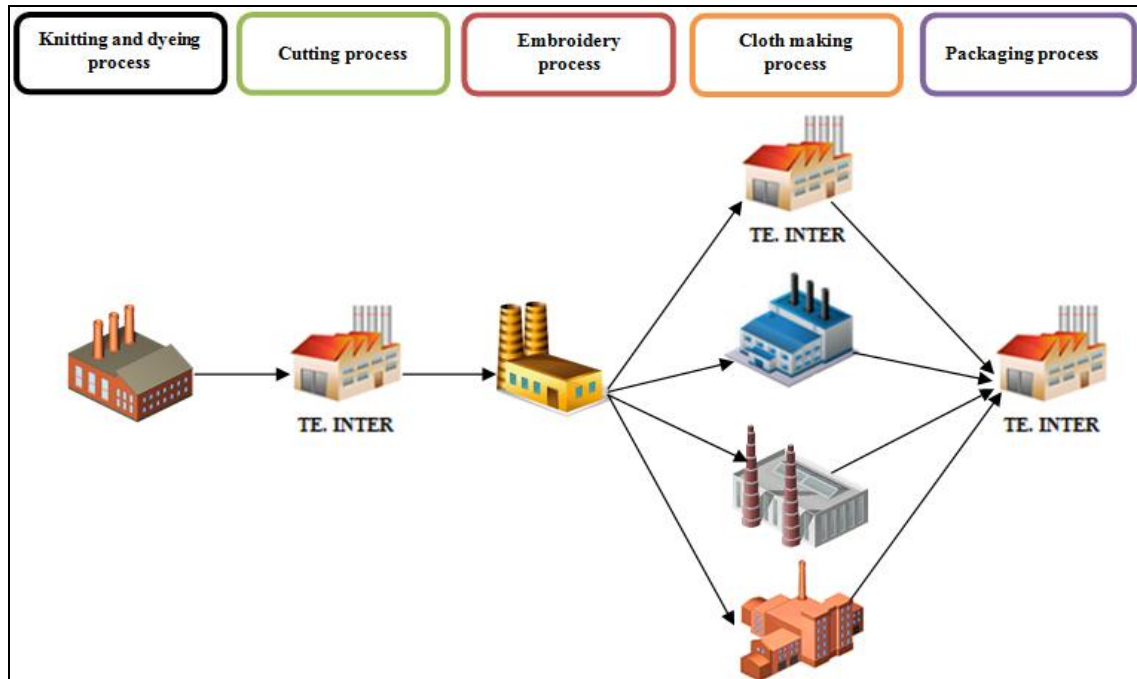 Knitting and dyeing
process
Cutting process
Embroidery
process
Cloth making
process
Packaging process
TE. INTER
TE. INTER
TE. INTER